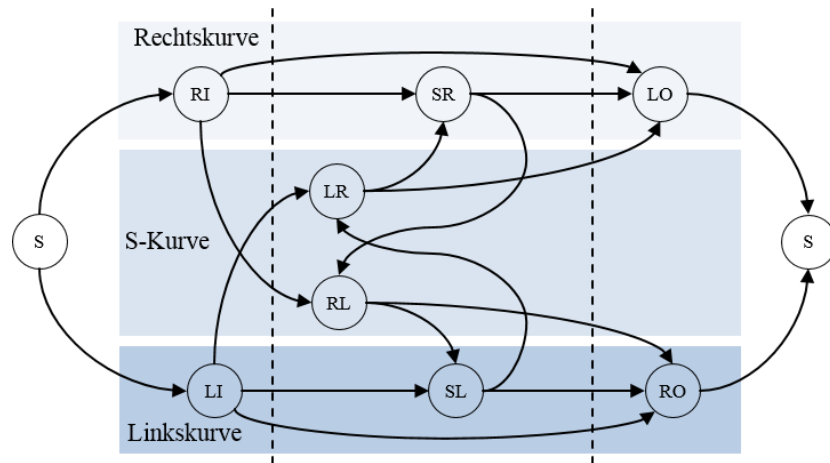 Rechtskurve
RI
SR
LO
LR
S
S-Kurve
S
RL
LI
SL
RO
Linkskurve